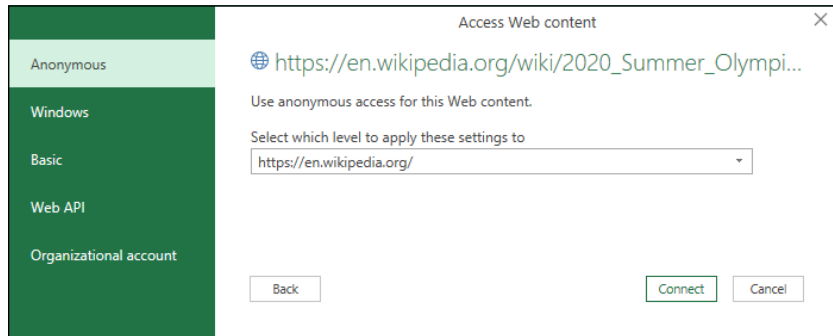 Access Web content
Anonymous
Windows
Basic
Web API
Organizational account
https://en.wikipedia.org/wiki/2020_Summer_Olympi...
Use anonymous access for this Web content.
Select which level to apply these settings to
https://en.wikipedia.org/
Back
Connect
Cancel